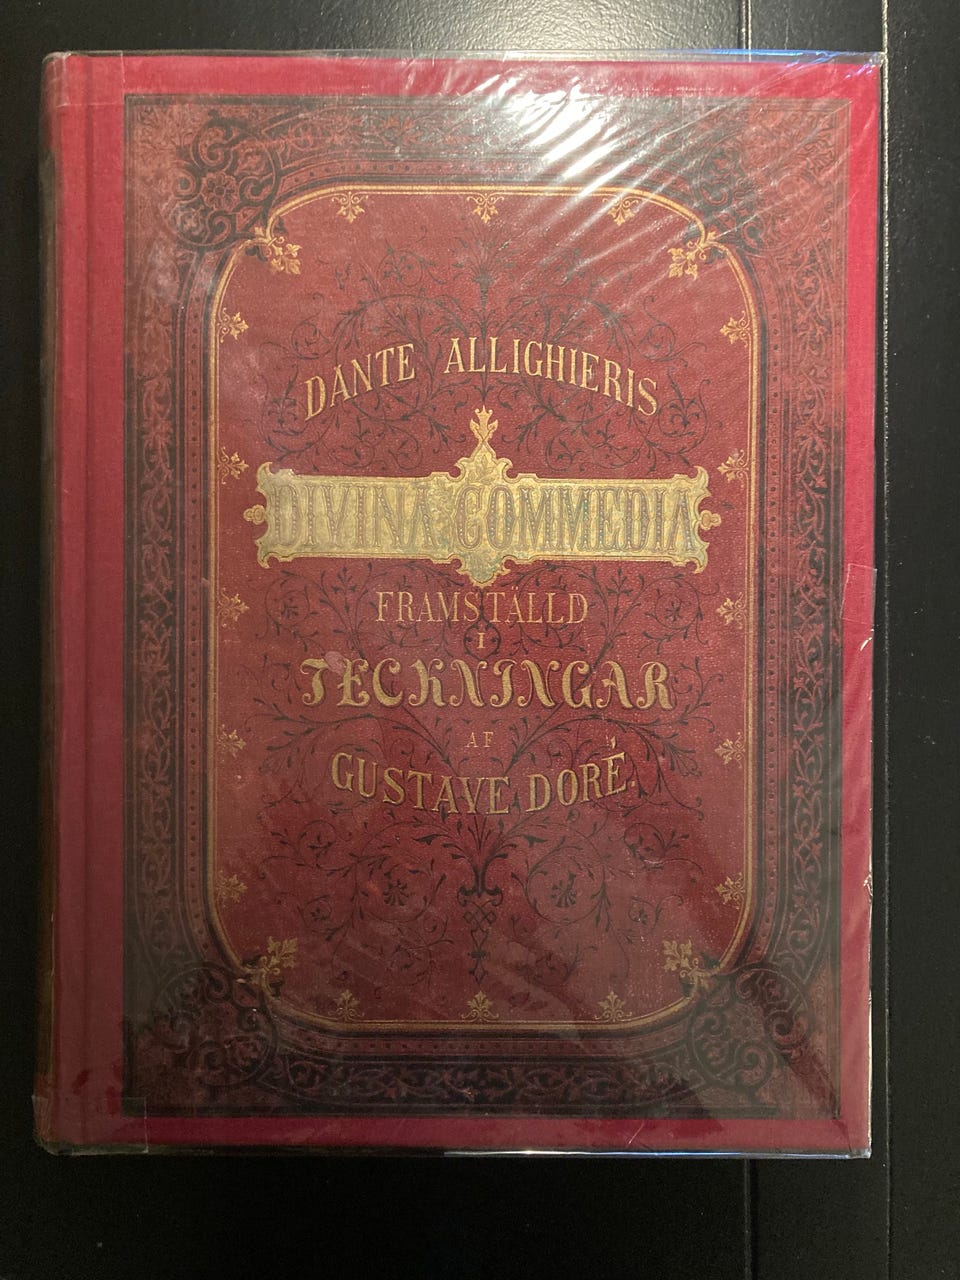 DANTE ALLIGHIERIS
DIVINA COMMEDIA
FRAMSTÄLLD
I
TECKNINGAR
AF
GUSTAVE DORÉ.